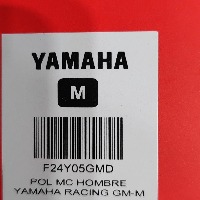 YAMAHA
M
F24Y05GMD
POL MC HOMBRE
YAMAHA RACING GM-M